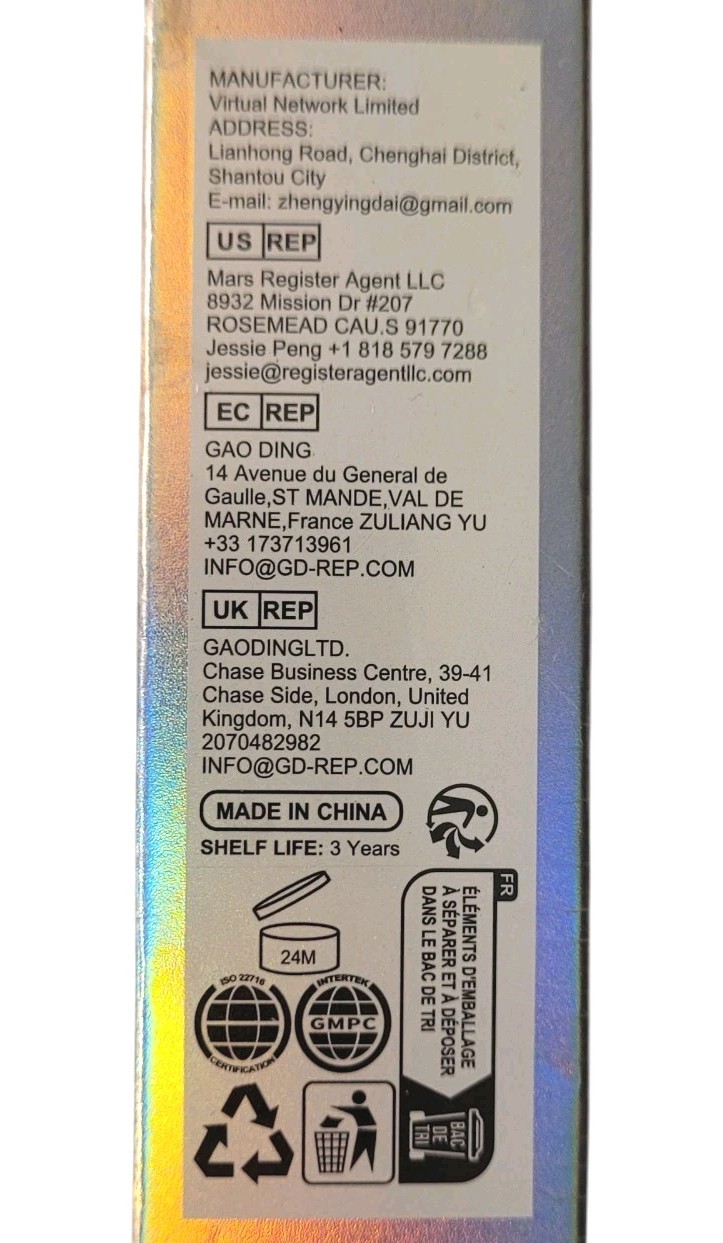 MANUFACTURER:
Virtual Network Limited
ADDRESS:
Lianhong Road, Chenghai District,
Shantou City
E-mail: zhengyingdai@gmail.com
US REP
Mars Register Agent LLC
8932 Mission Dr #207
ROSEMEAD CAU.S 91770
Jessie Peng +1 818 579 7288
jessie@registeragentllc.com
EC REP
GAO DING
14 Avenue du General de
Gaulle,ST MANDE,VAL DE
MARNE,France ZULIANG YU
+33 173713961
INFO@GD-REP.COM
UK REP
GAODINGLTD.
Chase Business Centre, 39-41
Chase Side, London, United
Kingdom, N14 5BP ZUJI YU
2070482982
INFO@GD-REP.COM
MADE IN CHINA
SHELF LIFE: 3 Years
24M
ISO 22716
CERTIFICATION
INTERTEK
GMPC
FR
ÉLÉMENTS D'EMBALLAGE
À SÉPARER ET À DÉPOSER
DANS LE BAC DE TRI
BAC
DE
TRI